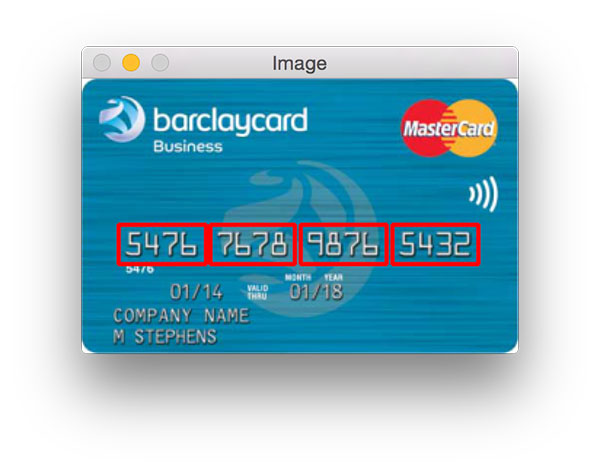 Image
barclaycard
Business
MasterCard
5476 7678 9876 5432
5476
MONTH YEAR
01/14 VALID THRU 01/18
COMPANY NAME
M STEPHENS